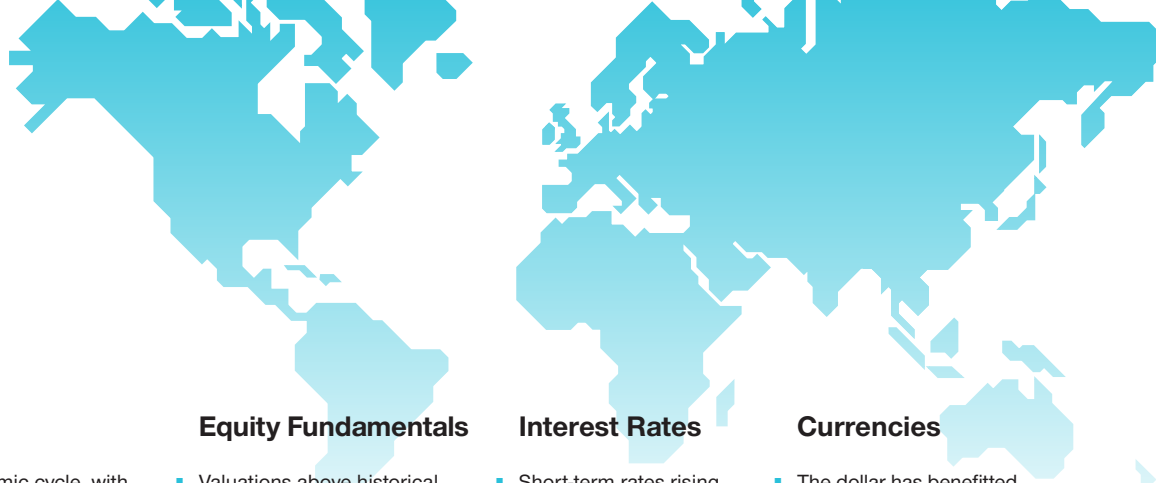 Equity Fundamentals Interest Rates Currencies
mic cycle, with ▪ Valuations above historical ▪ Short-term rates rising ▪ The dollar has benefitted